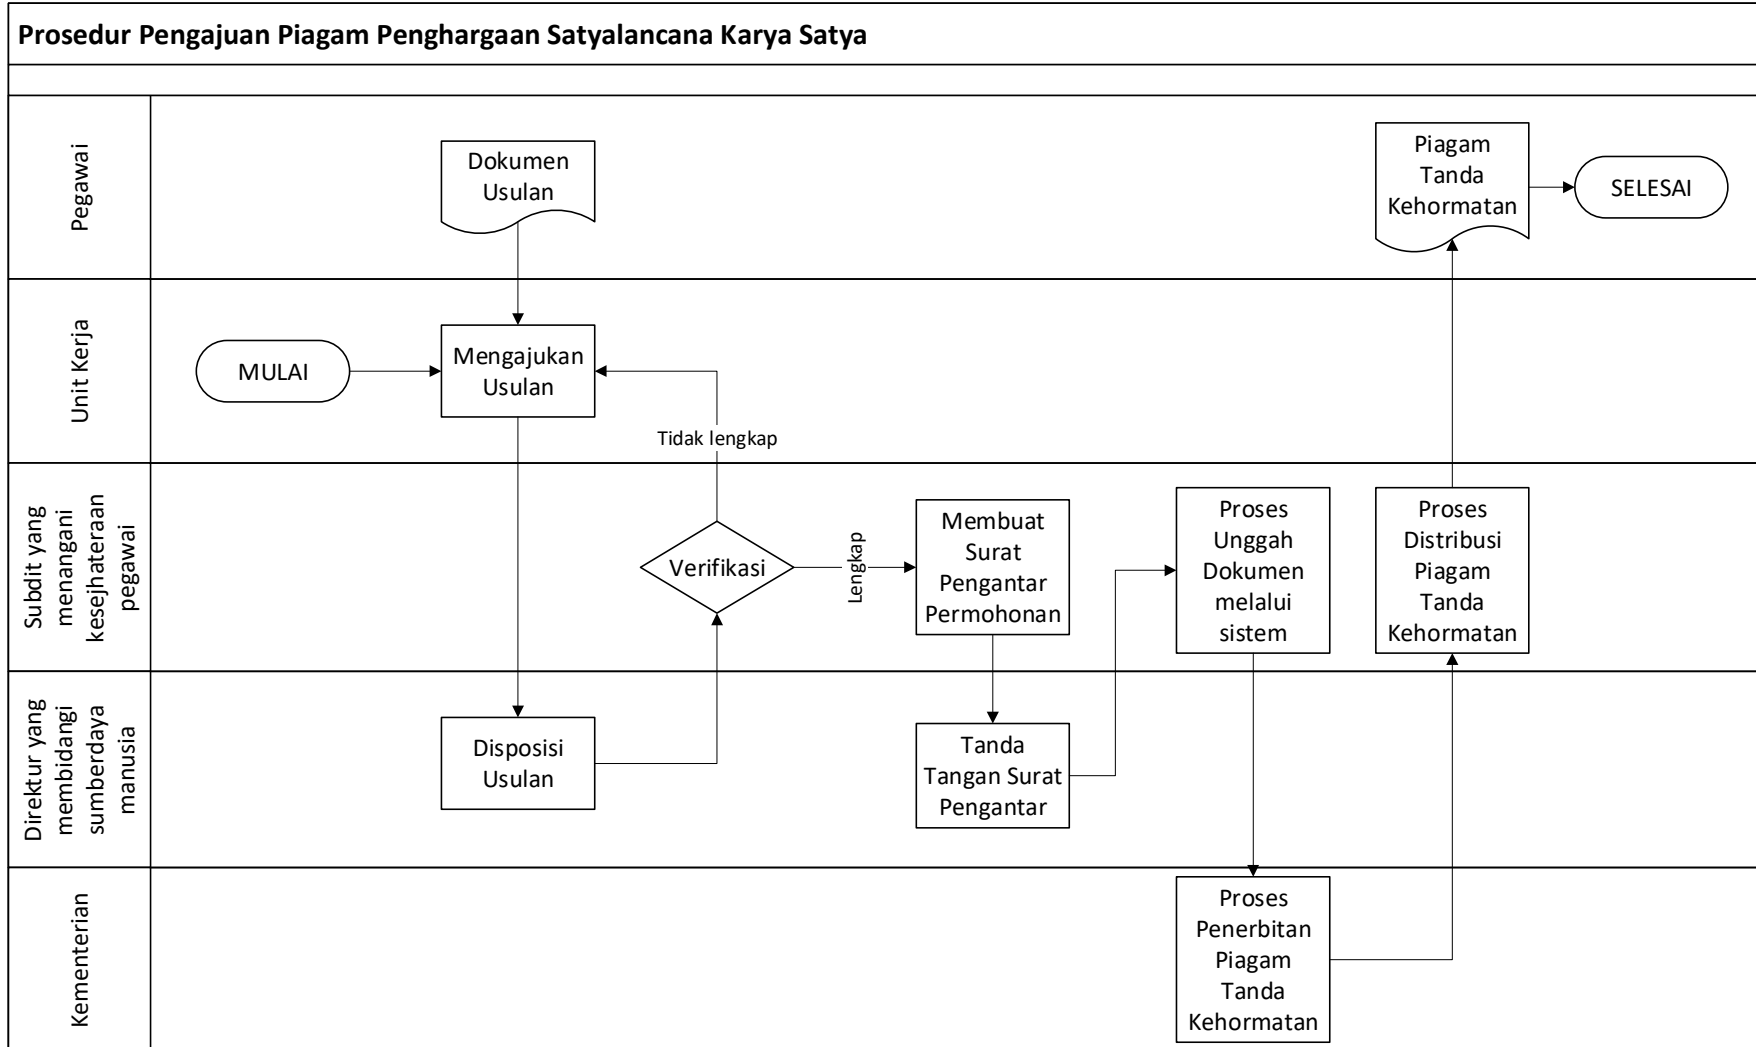 Prosedur Pengajuan Piagam Penghargaan Satyalancana Karya Satya
Pegawai
Dokumen
Usulan
Piagam
Tanda
Kehormatan
SELESAI
Unit Kerja
MULAI
Mengajukan
Usulan
Tidak lengkap
Subdit yang
menangani
kesejhateraan
pegawai
Verifikasi
Lengkap
Membuat
Surat
Pengantar
Permohonan
Proses
Unggah
Dokumen
melalui
sistem
Proses
Distribusi
Piagam
Tanda
Kehormatan
Direktur yang
membidangi
sumberdaya
manusia
Disposisi
Usulan
Tanda
Tangan Surat
Pengantar
Kementerian
Proses
Penerbitan
Piagam
Tanda
Kehormatan